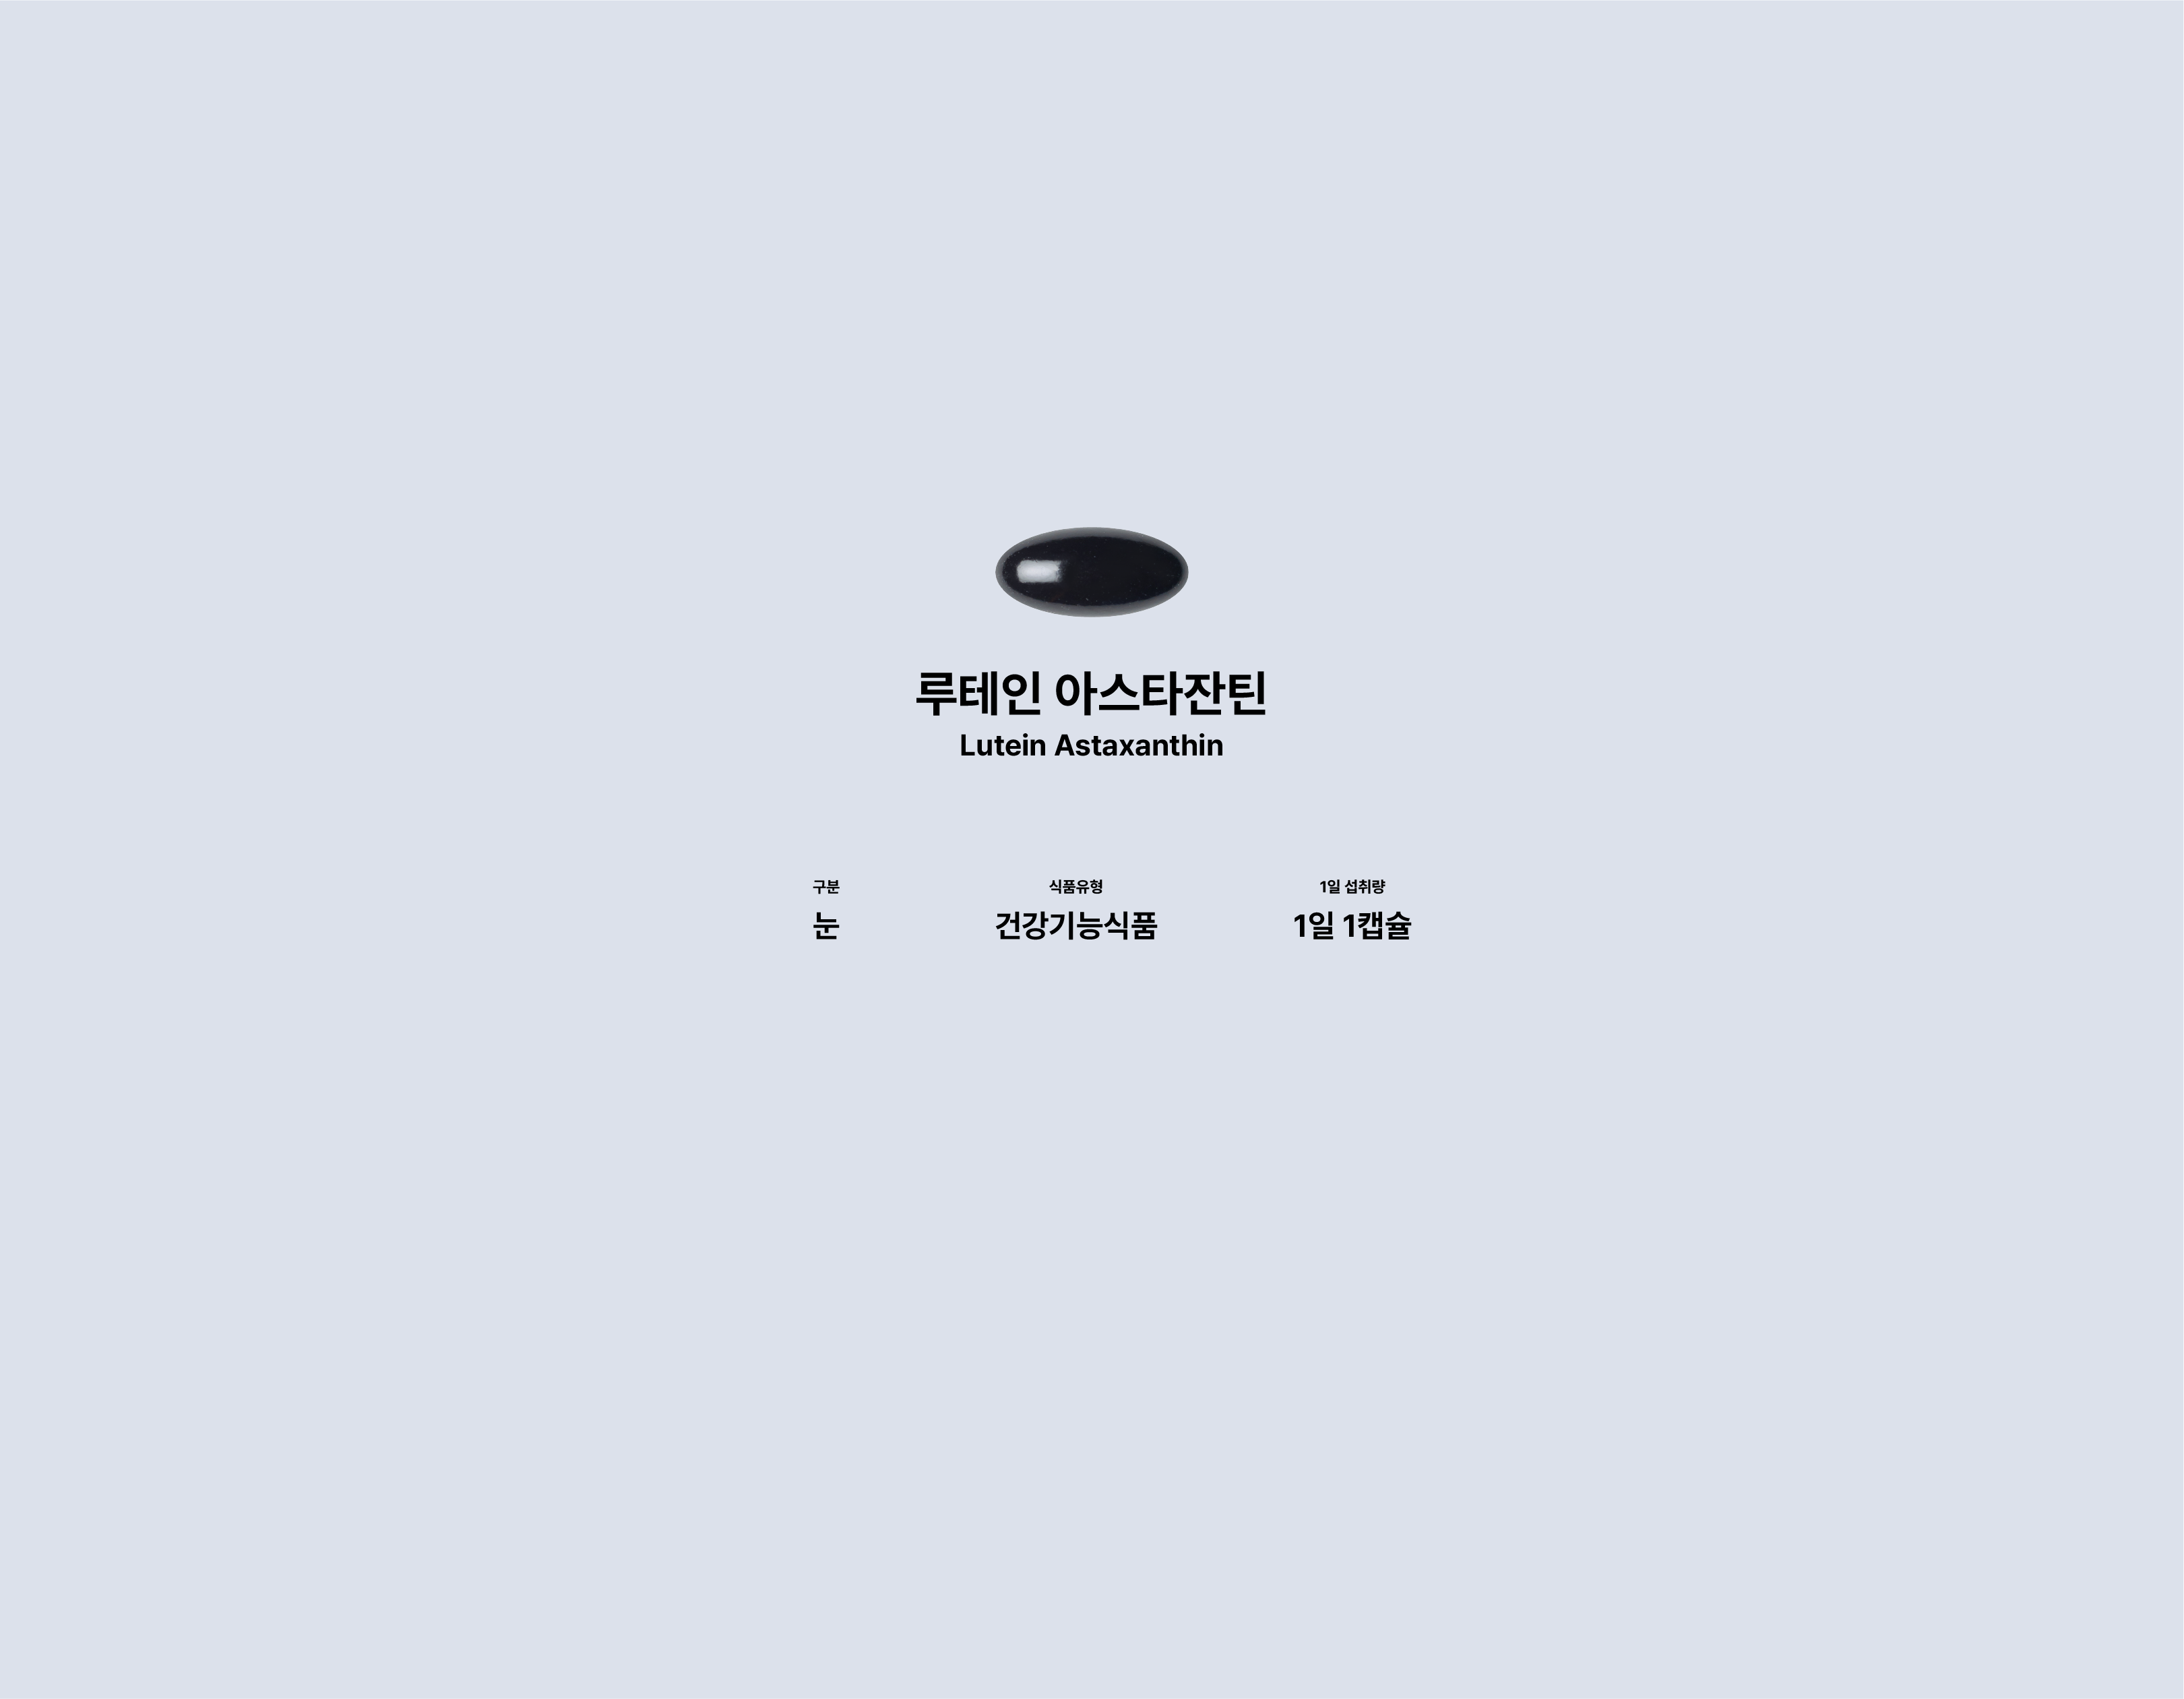 루테인 아스타잔틴
Lutein Astaxanthin
구분
눈
식품유형
건강기능식품
1일 섭취량
1일 1캡슐